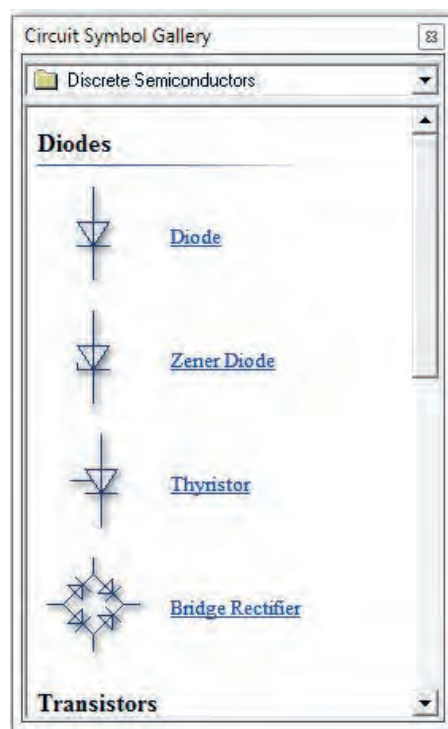 Circuit Symbol Gallery
Discrete Semiconductors
Diodes
Diode
Zener Diode
Thyristor
Bridge Rectifier
Transistors